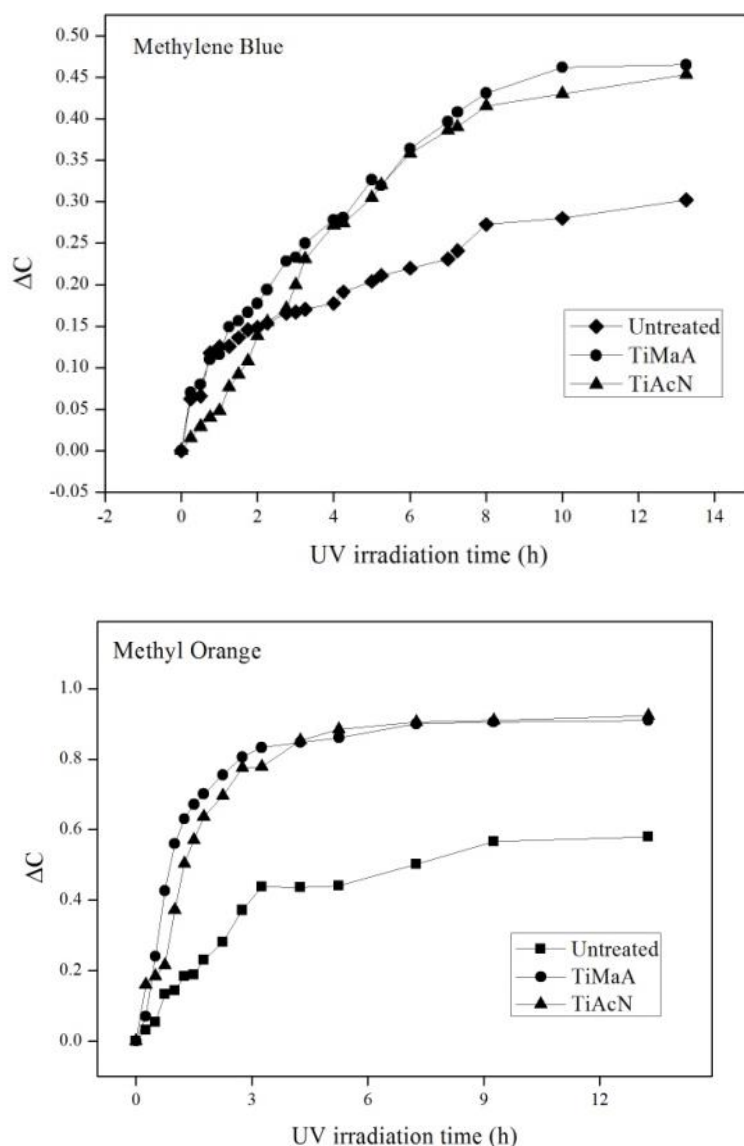 Methylene Blue
0.50
0.45
0.40
0.35
0.30
0.25
0.20
0.15
0.10
0.05
0.00
-0.05
ΔC
Untreated
TiMaA
TiAcN
-2 0 2 4 6 8 10 12 14
UV irradiation time (h)
Methyl Orange
1.0
0.8
0.6
0.4
0.2
0.0
ΔC
Untreated
TiMaA
TiAcN
0 3 6 9 12
UV irradiation time (h)